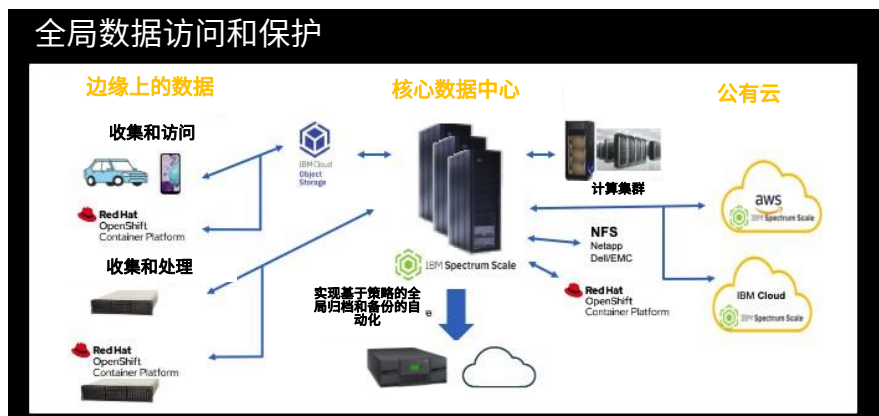 全局数据访问和保护
边缘上的数据
核心数据中心
公有云
收集和访问
IBM Cloud
Object
Storage
计算集群
Red Hat
OpenShift
Container Platform
aws
IBM Spectrum Scale
NFS
Netapp
Dell/EMC
收集和处理
IBM Spectrum Scale
实现基于策略的全
局归档和备份的自
动化
e
Red Hat
OpenShift
Container Platform
IBM Cloud
IBM Spectrum Scale
Red Hat
OpenShift
Container Platform